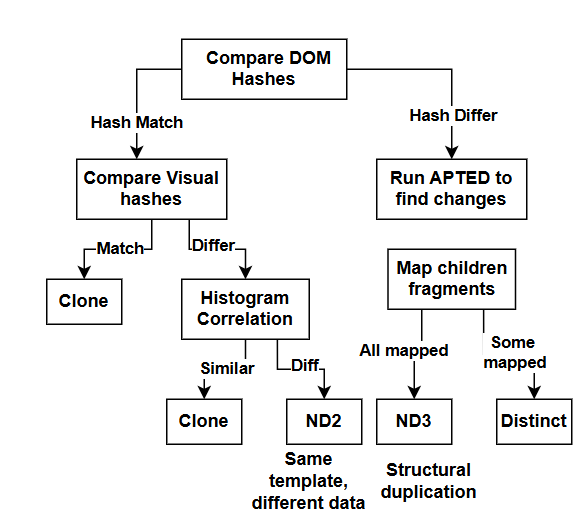 Compare DOM
Hashes
Hash Match
Hash Differ
Compare Visual
hashes
Run APTED to
find changes
Match
Differ
Map children
fragments
Clone
Histogram
Correlation
All mapped
Some
mapped
Similar
Diff
Clone
ND2
ND3
Distinct
Same
template,
different data
Structural
duplication